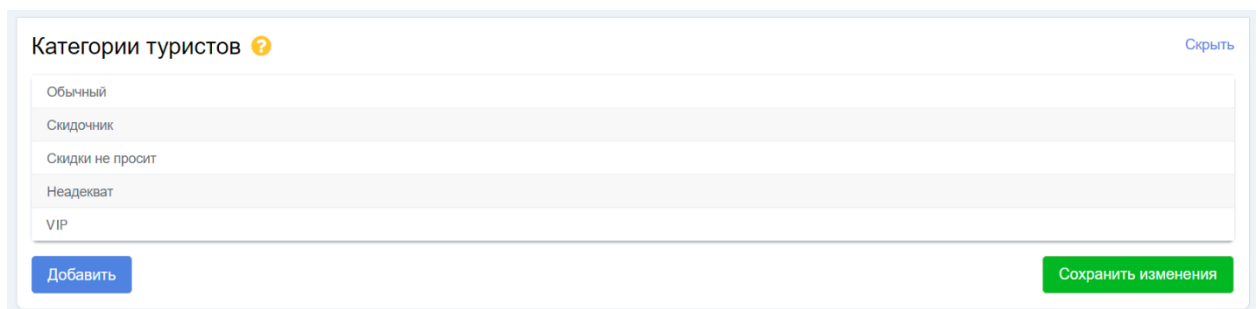 Категории туристов ?
Скрыть
Обычный
Скидочник
Скидки не просит
Неадекват
VIP
Добавить
Сохранить изменения